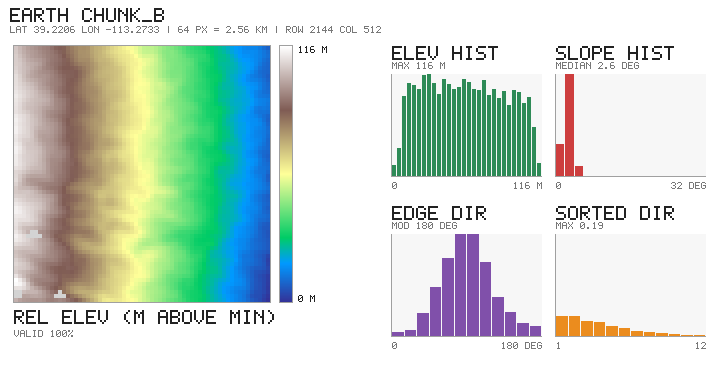 EARTH CHUNK_B
LAT 39.2206 LON -113.2733 | 64 PX = 2.56 KM | ROW 2144 COL 512
116 M
0 M
REL ELEV (M ABOVE MIN)
VALID 100%
ELEV HIST
MAX 116 M
0 116 M
SLOPE HIST
MEDIAN 2.6 DEG
0 32 DEG
EDGE DIR
MOD 180 DEG
0 180 DEG
SORTED DIR
MAX 0.19
1 12